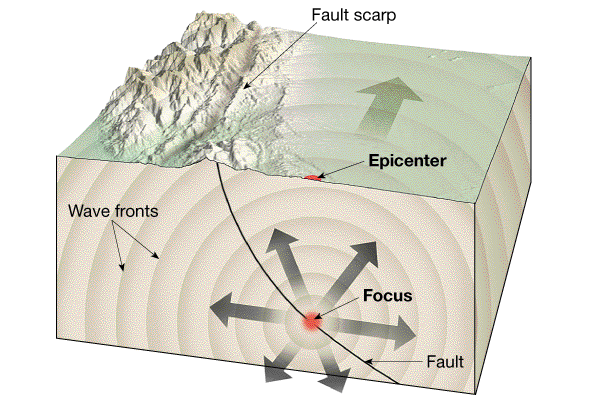 Fault scarp
Epicenter
Wave fronts
Focus
Fault